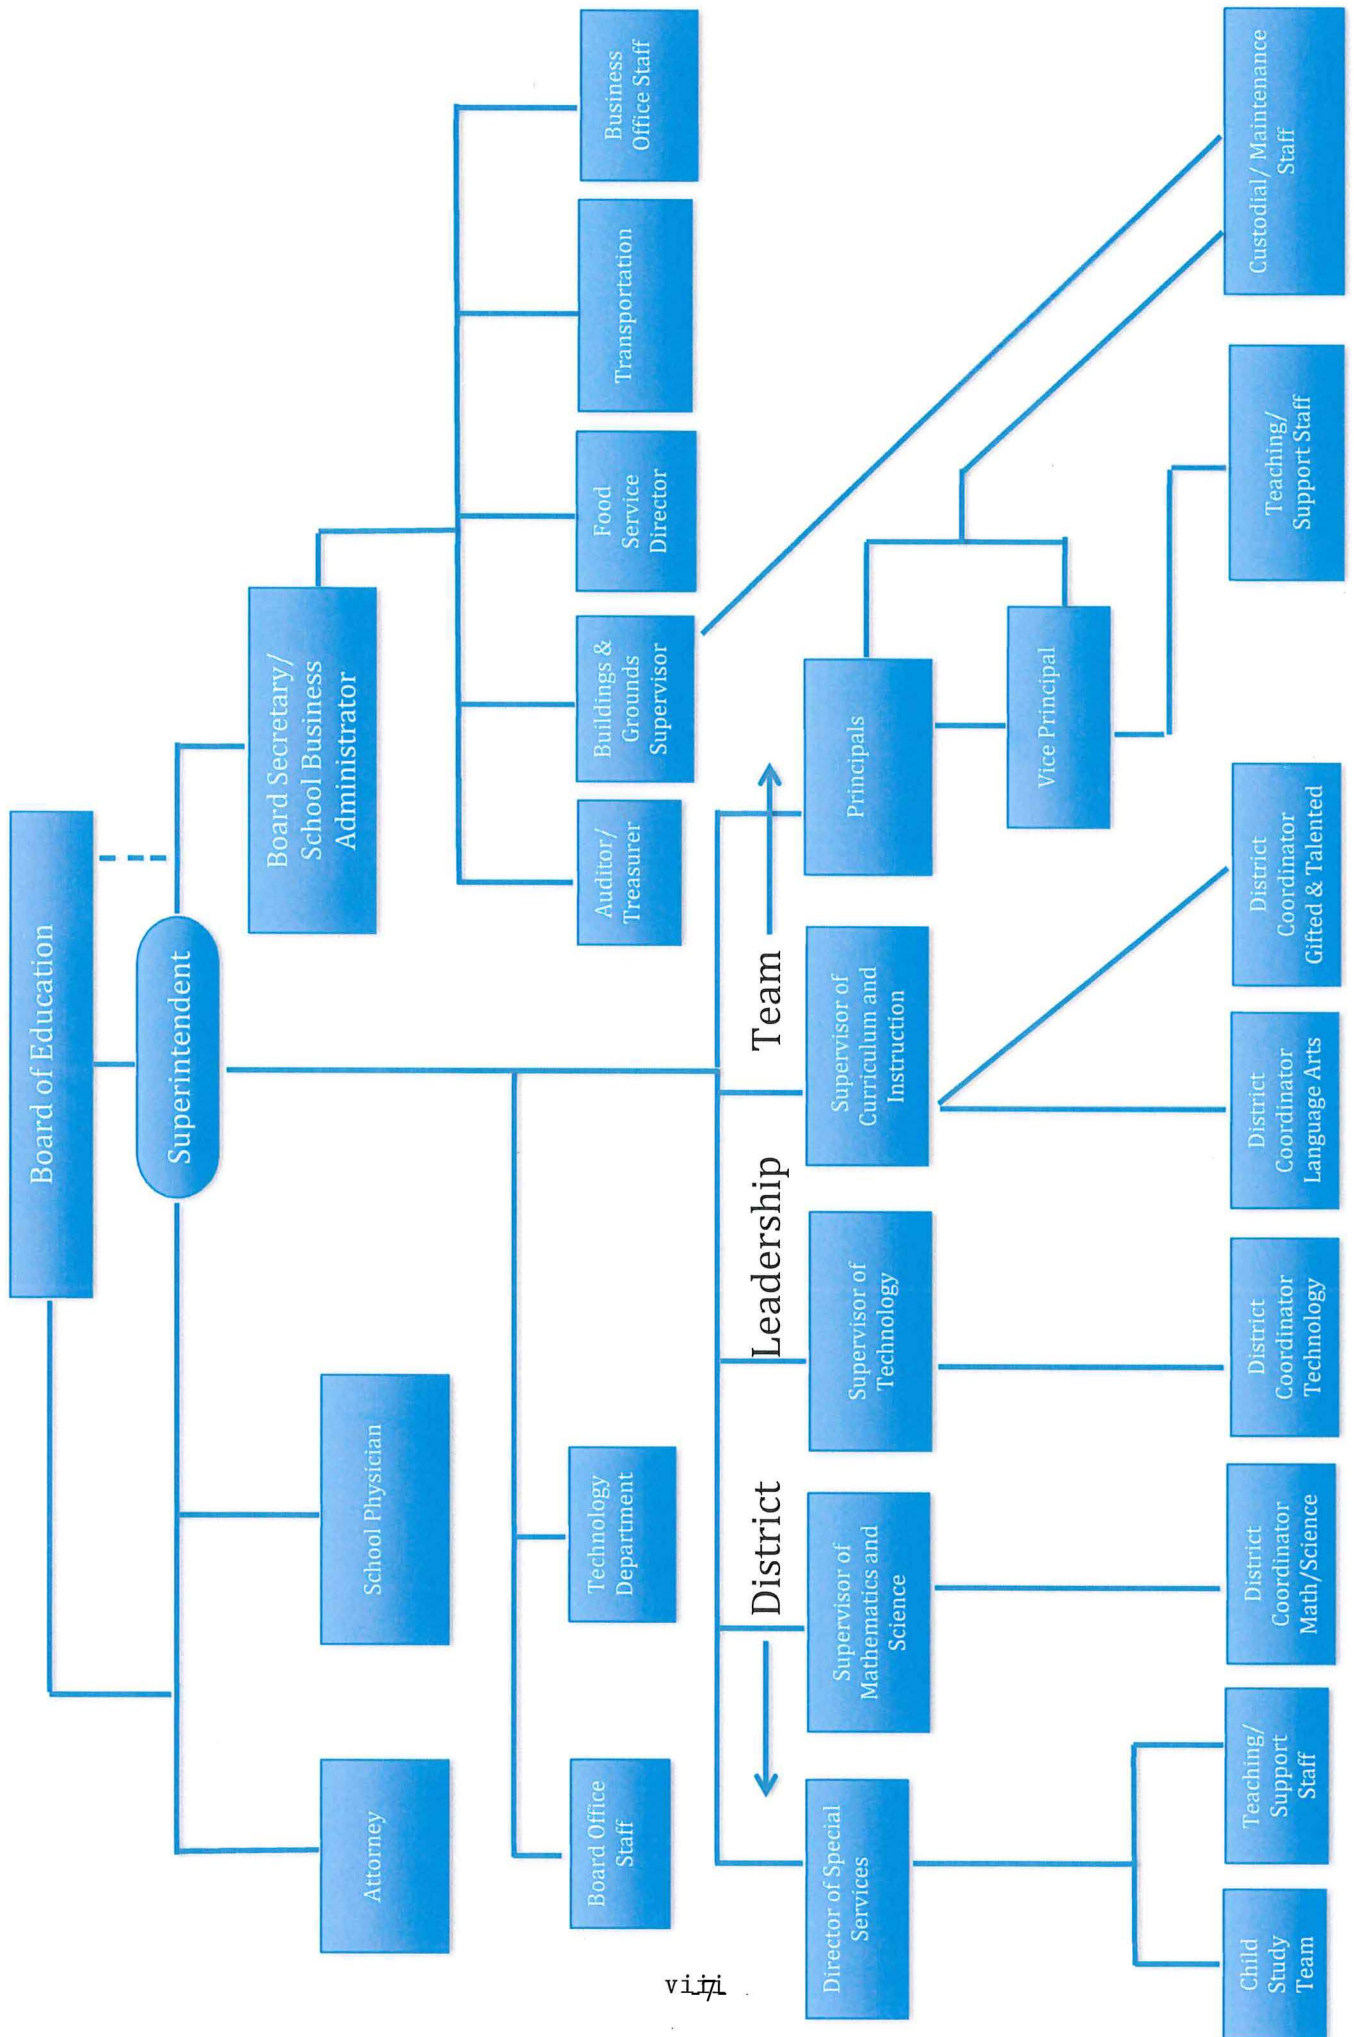 Board of Education
Superintendent
Board Secretary/
School Business
Administrator
Attorney
School Physician
Board Office
Staff
Technology
Department
Auditor/
Treasurer
Buildings &
Grounds
Supervisor
Food
Service
Director
Transportation
Business
Office Staff
District Leadership Team
Director of Special
Services
Supervisor of
Mathematics and
Science
Supervisor of
Technology
Supervisor of
Curriculum and
Instruction
Principals
Vice Principal
Child
Study
Team
Teaching/
Support
Staff
District
Coordinator
Math/Science
District
Coordinator
Technology
District
Coordinator
Language Arts
District
Coordinator
Gifted & Talented
Teaching/
Support Staff
Custodial/ Maintenance
Staff